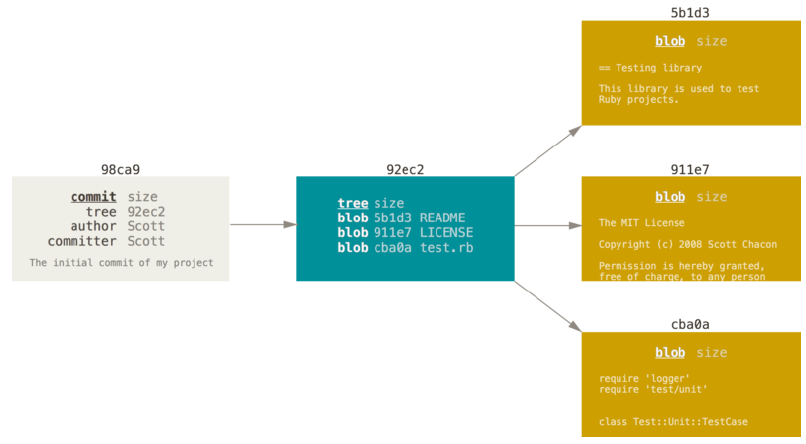 98ca9
commit size
tree 92ec2
author Scott
committer Scott
The initial commit of my project
92ec2
tree size
blob 5b1d3 README
blob 911e7 LICENSE
blob cba0a test.rb
5b1d3
blob size
== Testing library
This library is used to test
Ruby projects.
911e7
blob size
The MIT License
Copyright (c) 2008 Scott Chacon
Permission is hereby granted,
free of charge, to any person
cba0a
blob size
require 'logger'
require 'test/unit'
class Test::Unit::TestCase